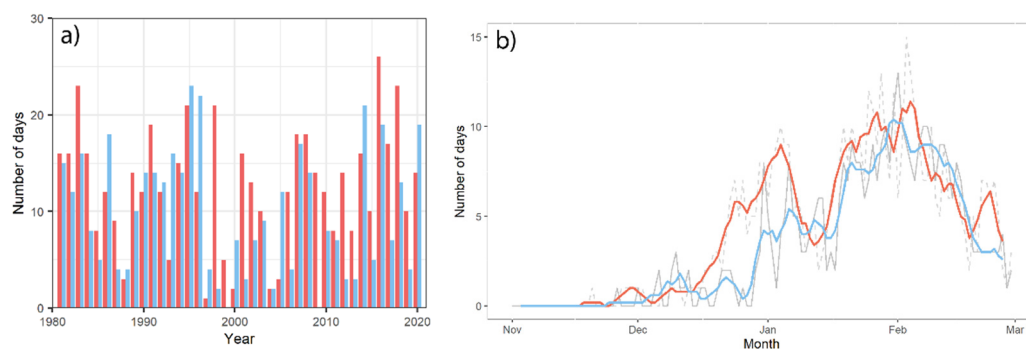 a)
Number of days
30
20
10
0
1980 1990 2000 2010 2020
Year
b)
Number of days
15
10
5
0
Nov Dec Jan Feb Mar
Month